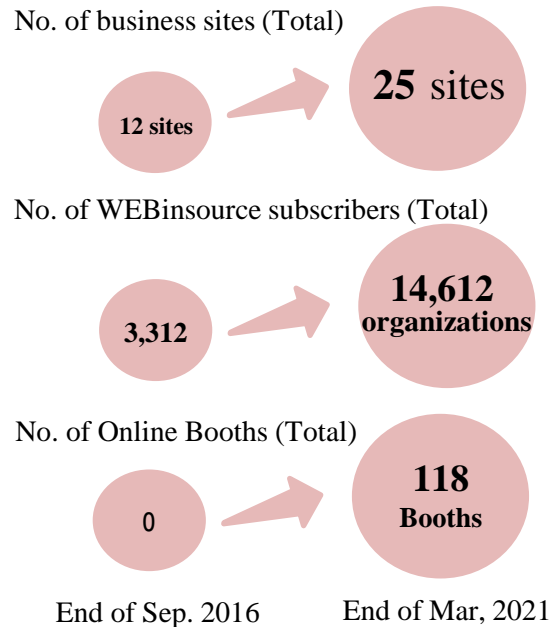 No. of business sites (Total)
12 sites
25 sites
No. of WEBinsource subscribers (Total)
3,312
14,612
organizations
No. of Online Booths (Total)
0
118
Booths
End of Sep. 2016
End of Mar, 2021